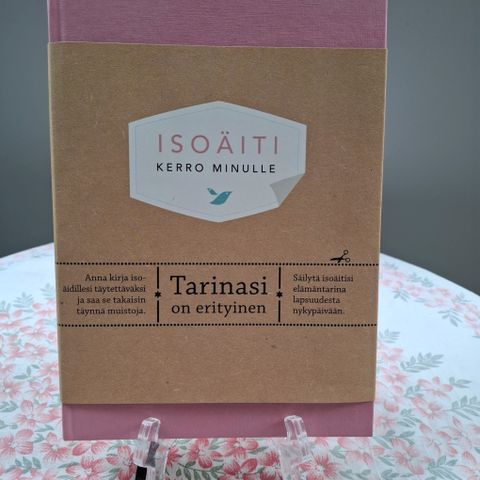 ISOÄITI
KERRO MINULLE
Anna kirja iso-
äidillesi täytettäväksi
ja saa se takaisin
täynnä muistoja.
Tarinasi
on erityinen
Säilytä isoäitisi
elämäntarina
lapsuudesta
nykypäivään.